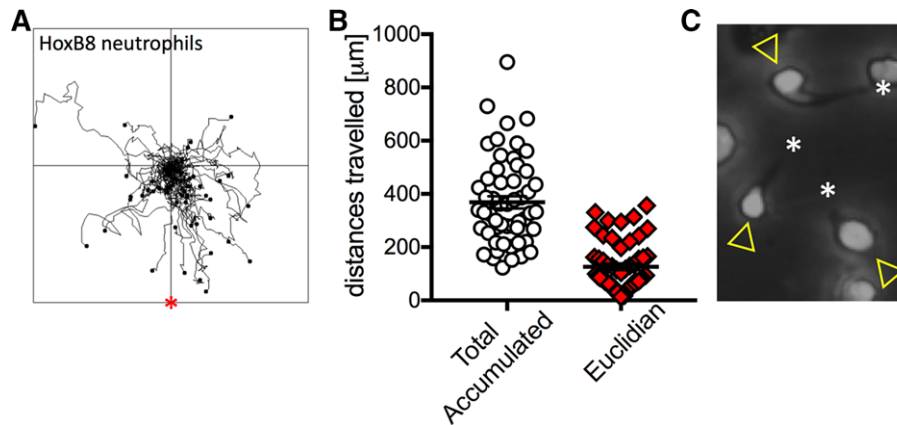 A
HoxB8 neutrophils
*
B
distances travelled [μm]
1000
800
600
400
200
0
Total
Accumulated
Euclidian
C
*
*
*